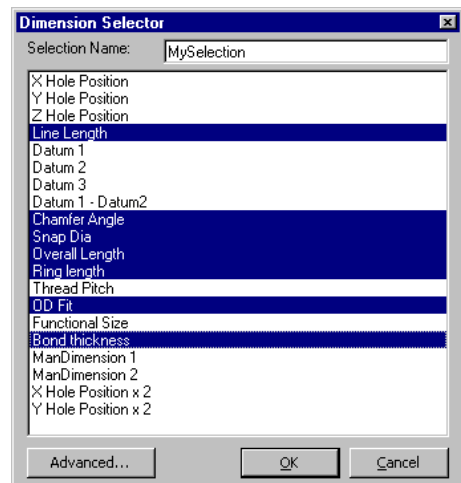 Dimension Selector
Selection Name: MySelection
X Hole Position
Y Hole Position
Z Hole Position
Line Length
Datum 1
Datum 2
Datum 3
Datum 1 - Datum2
Chamfer Angle
Snap Dia
Overall Length
Ring length
Thread Pitch
OD Fit
Functional Size
Bond thickness
ManDimension 1
ManDimension 2
X Hole Position x 2
Y Hole Position x 2
Advanced... OK Cancel